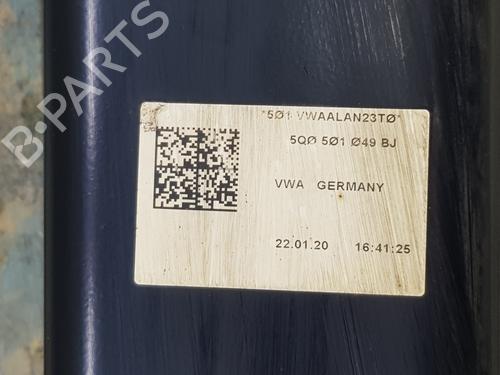 B-PARTS
*5Ø1 VWAALAN23TØ*
5QØ 5Ø1 Ø49 BJ
VWA GERMANY
22.01.20 16:41:25